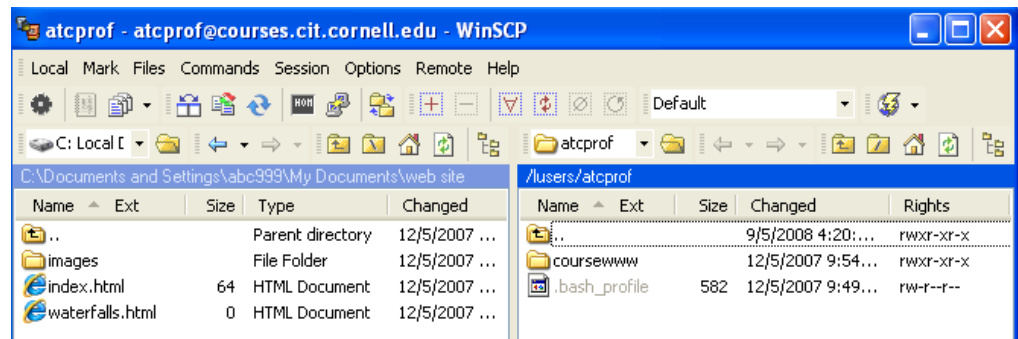 atcprof - atcprof@courses.cit.cornell.edu - WinSCP
Local Mark Files Commands Session Options Remote Help
Default
C: Local atcprof
C:\Documents and Settings\abc999\My Documents\web site /lusers/atcprof
Name Ext Size Type Changed Name Ext Size Changed Rights
.. Parent directory 12/5/2007 ... .. 9/5/2008 4:20:... rwxr-xr-x
images File Folder 12/5/2007 ... coursewww 12/5/2007 9:54... rwxr-xr-x
index.html 64 HTML Document 12/5/2007 ... .bash_profile 582 12/5/2007 9:49... rw-r--r--
waterfalls.html 0 HTML Document 12/5/2007 ...